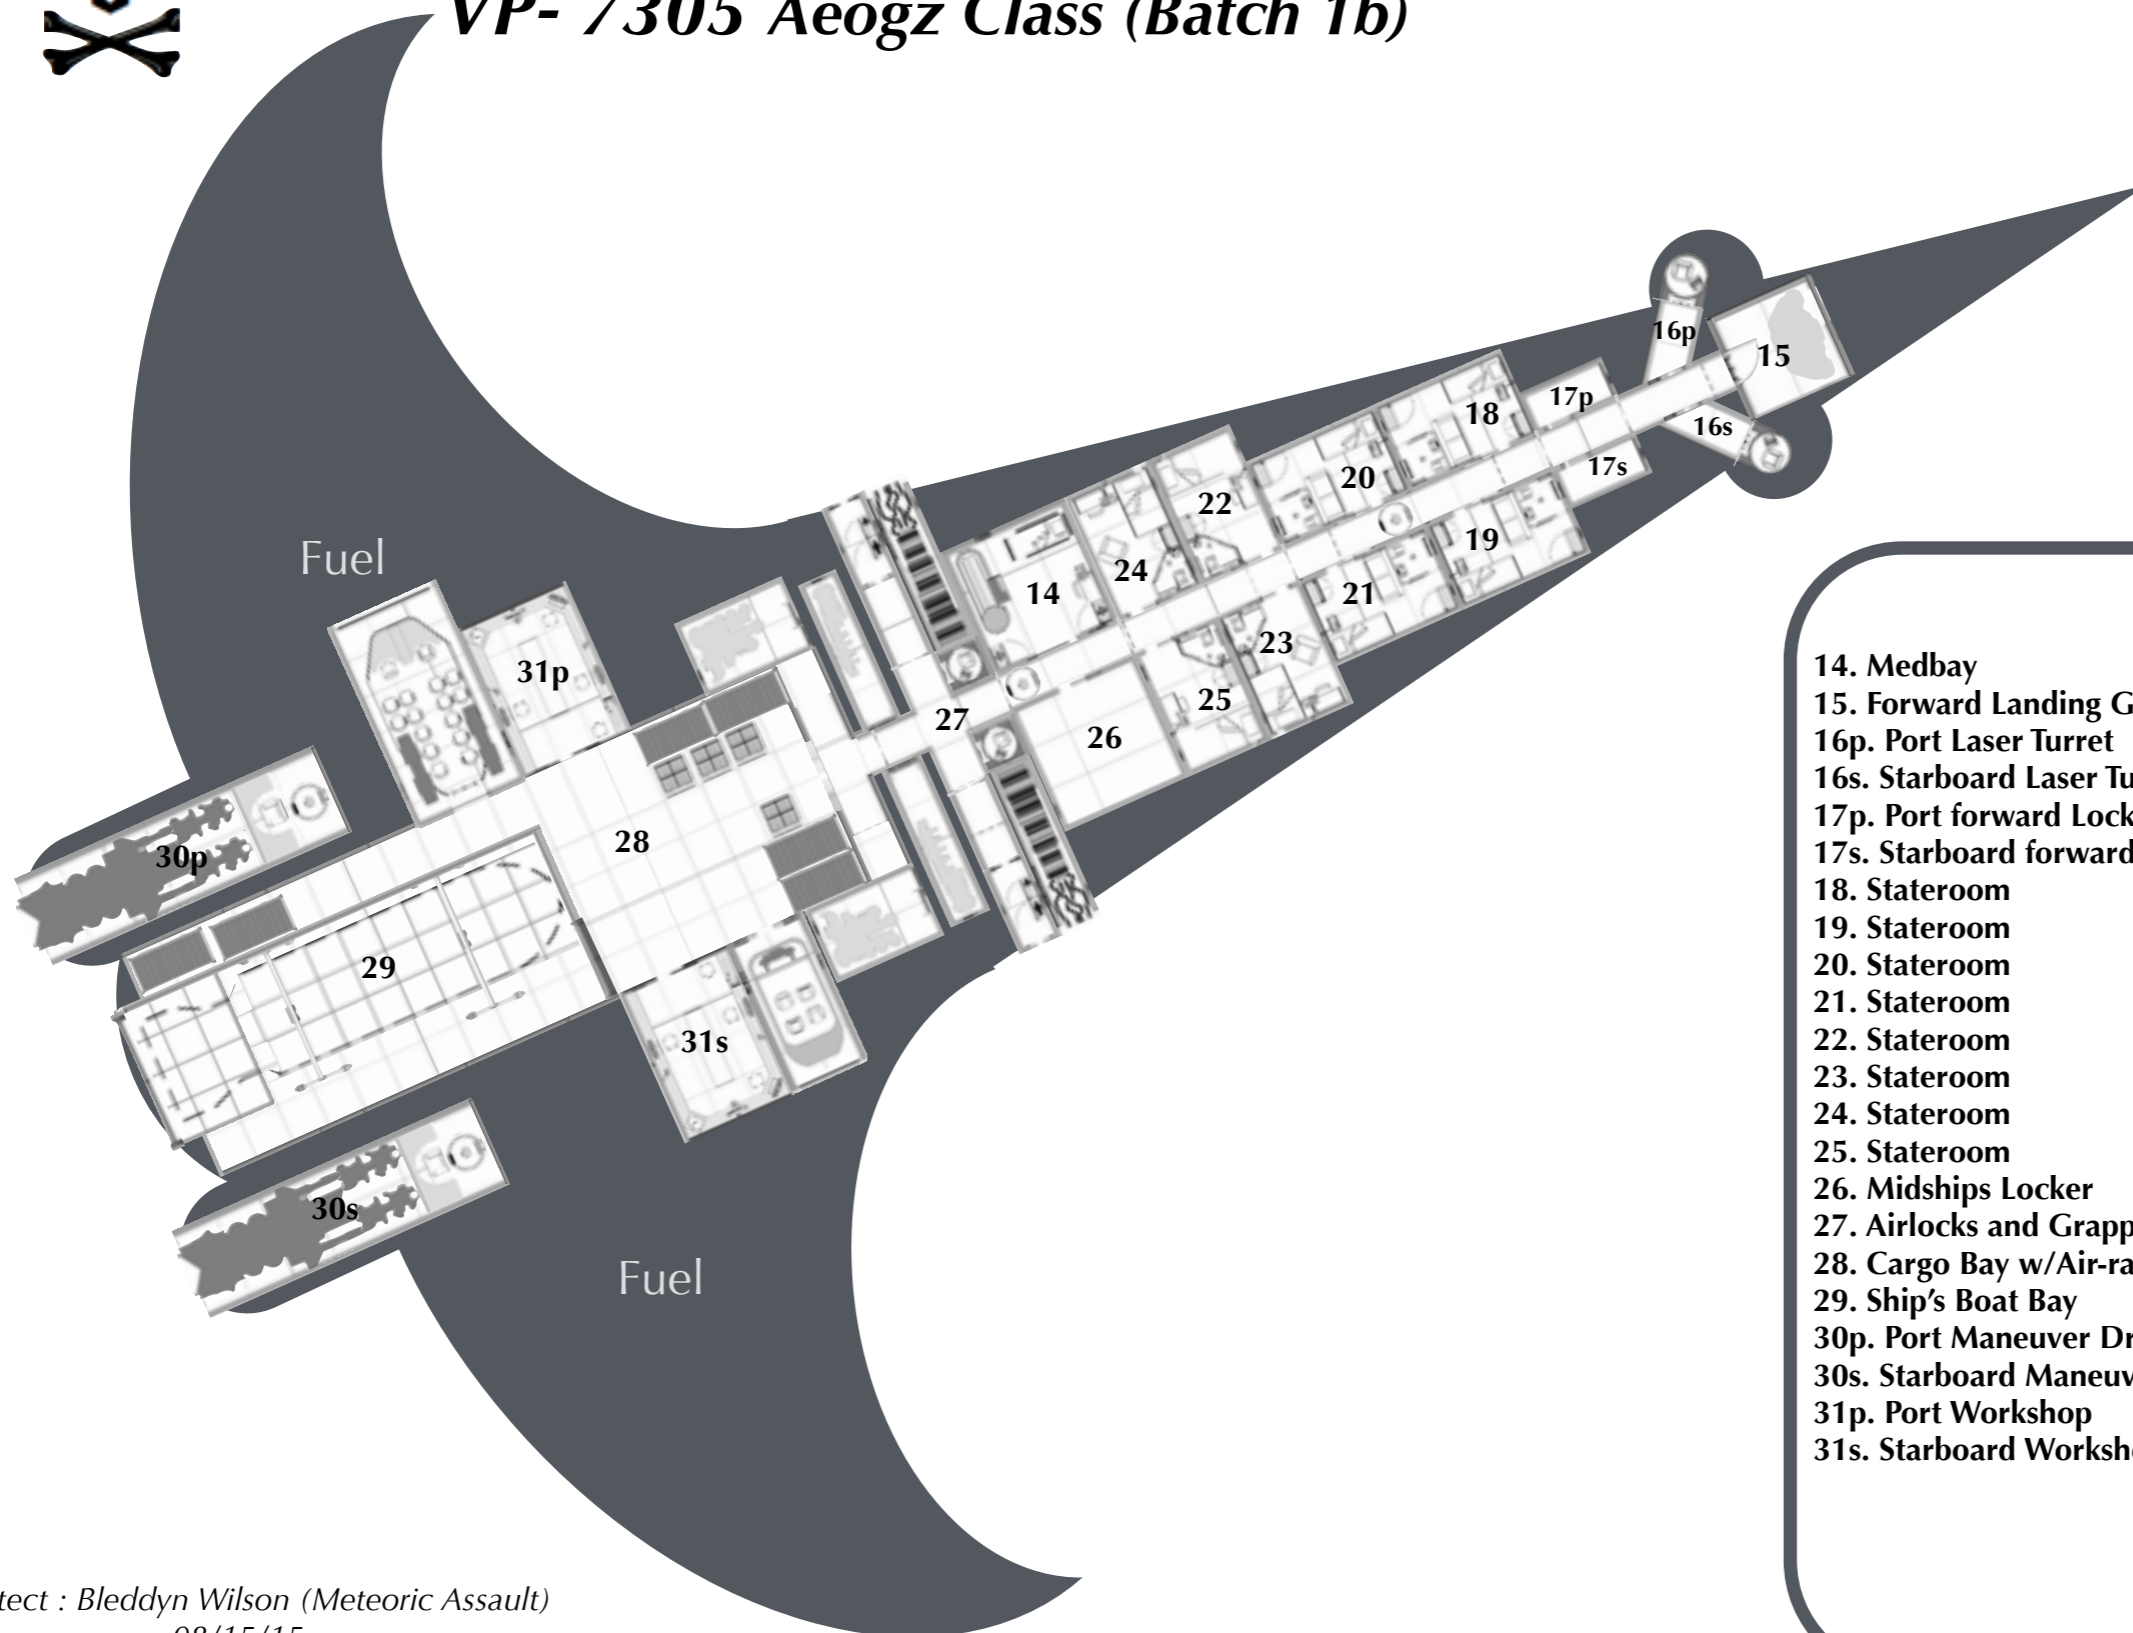 VP- 7305 Aeogz Class (Batch 1b)
16p
15
17p
18
16s
17s
20
22
19
Fuel
24
14
21
23
31p
25
27
26
28
30p
29
31s
30s
Fuel
14. Medbay
15. Forward Landing G
16p. Port Laser Turret
16s. Starboard Laser Tu
17p. Port forward Lock
17s. Starboard forward
18. Stateroom
19. Stateroom
20. Stateroom
21. Stateroom
22. Stateroom
23. Stateroom
24. Stateroom
25. Stateroom
26. Midships Locker
27. Airlocks and Grapp
28. Cargo Bay w/Air-ra
29. Ship’s Boat Bay
30p. Port Maneuver Dr
30s. Starboard Maneuv
31p. Port Workshop
31s. Starboard Worksh
tect : Bleddyn Wilson (Meteoric Assault)
08/15/15